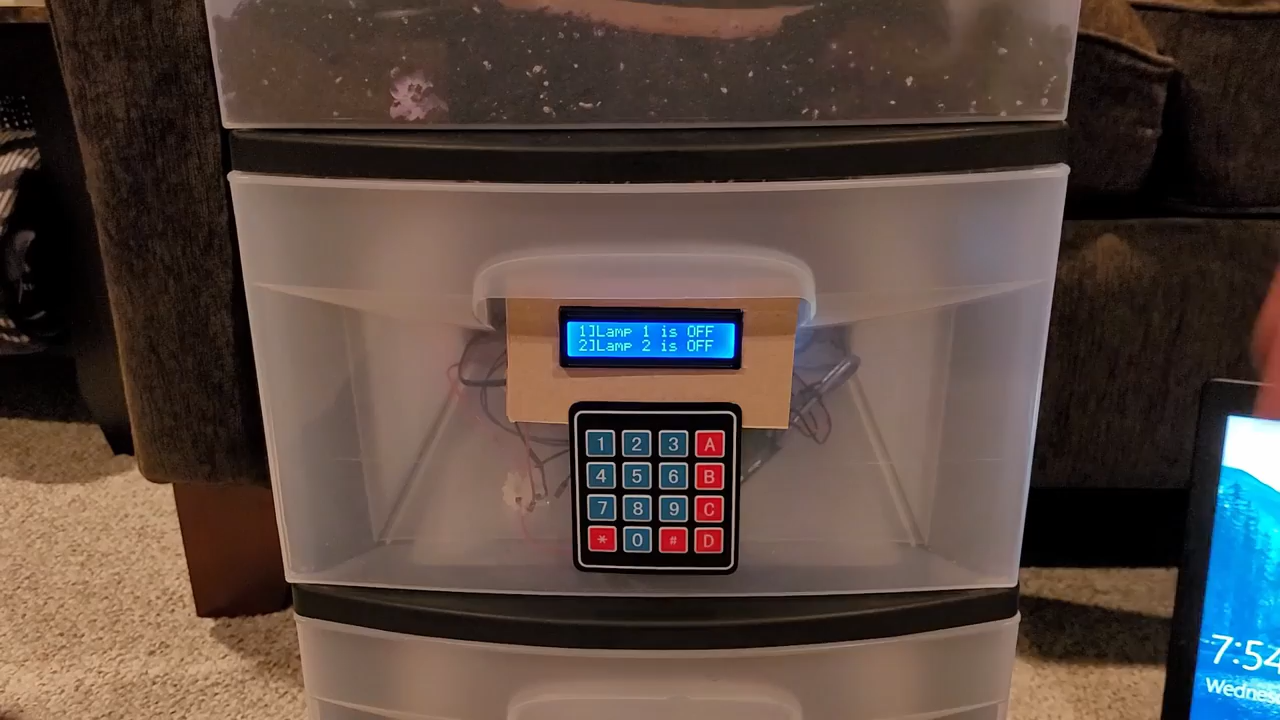 1]Lamp 1 is OFF
2]Lamp 2 is OFF
1 2 3 A
4 5 6 B
7 8 9 C
* 0 # D
7:54